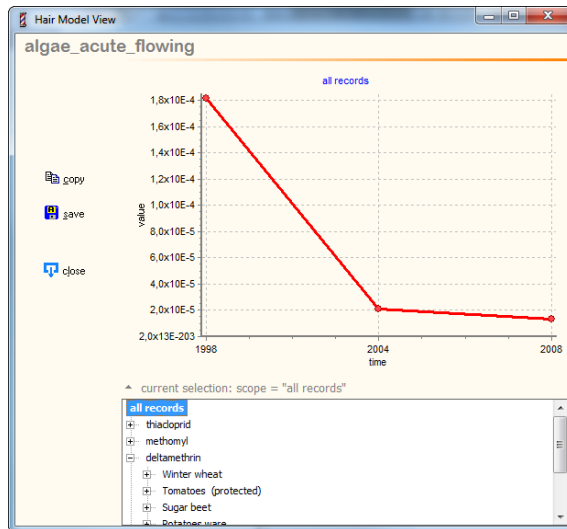 Hair Model View
algae_acute_flowing
all records
1,8x10E-4
1,6x10E-4
1,4x10E-4
1,2x10E-4
1,0x10E-4
8,0x10E-5
6,0x10E-5
4,0x10E-5
2,0x10E-5
2,0x13E-203
value
1998
2004
2008
time
copy
save
close
current selection: scope = "all records"
all records
thiacloprid
methomyl
deltamethrin
Winter wheat
Tomatoes (protected)
Sugar beet
Potatoes ware